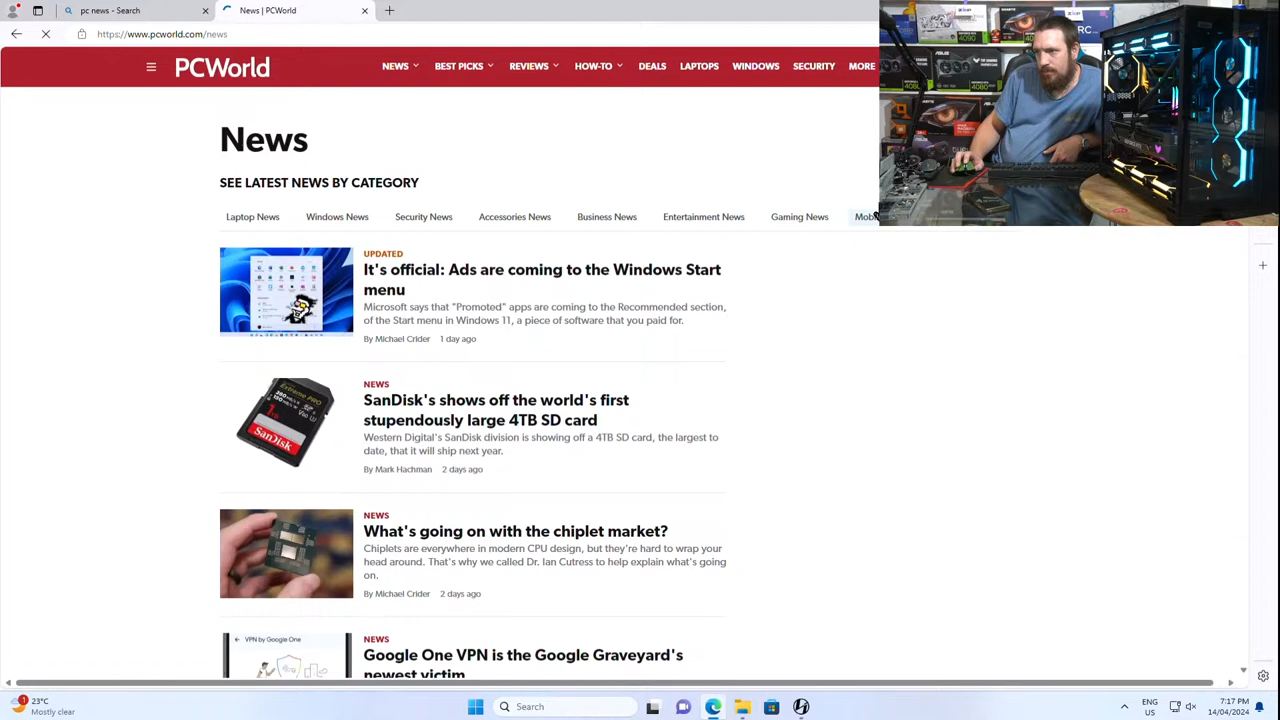 pc news - Search
News | PCWorld
https://www.pcworld.com/news
PCWorld
NEWS
BEST PICKS
REVIEWS
HOW-TO
DEALS
LAPTOPS
WINDOWS
SECURITY
MORE
News
SEE LATEST NEWS BY CATEGORY
Laptop News
Windows News
Security News
Accessories News
Business News
Entertainment News
Gaming News
Mob
UPDATED
It's official: Ads are coming to the Windows Start
menu
Microsoft says that "Promoted" apps are coming to the Recommended section,
of the Start menu in Windows 11, a piece of software that you paid for.
By Michael Crider 1 day ago
Extreme PRO
1TB
SanDisk
NEWS
SanDisk's shows off the world's first
stupendously large 4TB SD card
Western Digital's SanDisk division is showing off a 4TB SD card, the largest to
date, that it will ship next year.
By Mark Hachman 2 days ago
NEWS
What's going on with the chiplet market?
Chiplets are everywhere in modern CPU design, but they're hard to wrap your
head around. That's why we called Dr. Ian Cutress to help explain what's going
on.
By Michael Crider 2 days ago
VPN by Google One
NEWS
Google One VPN is the Google Graveyard's
newest victim
1
23°C
Mostly clear
Search
ENG
US
7:17 PM
14/04/2024